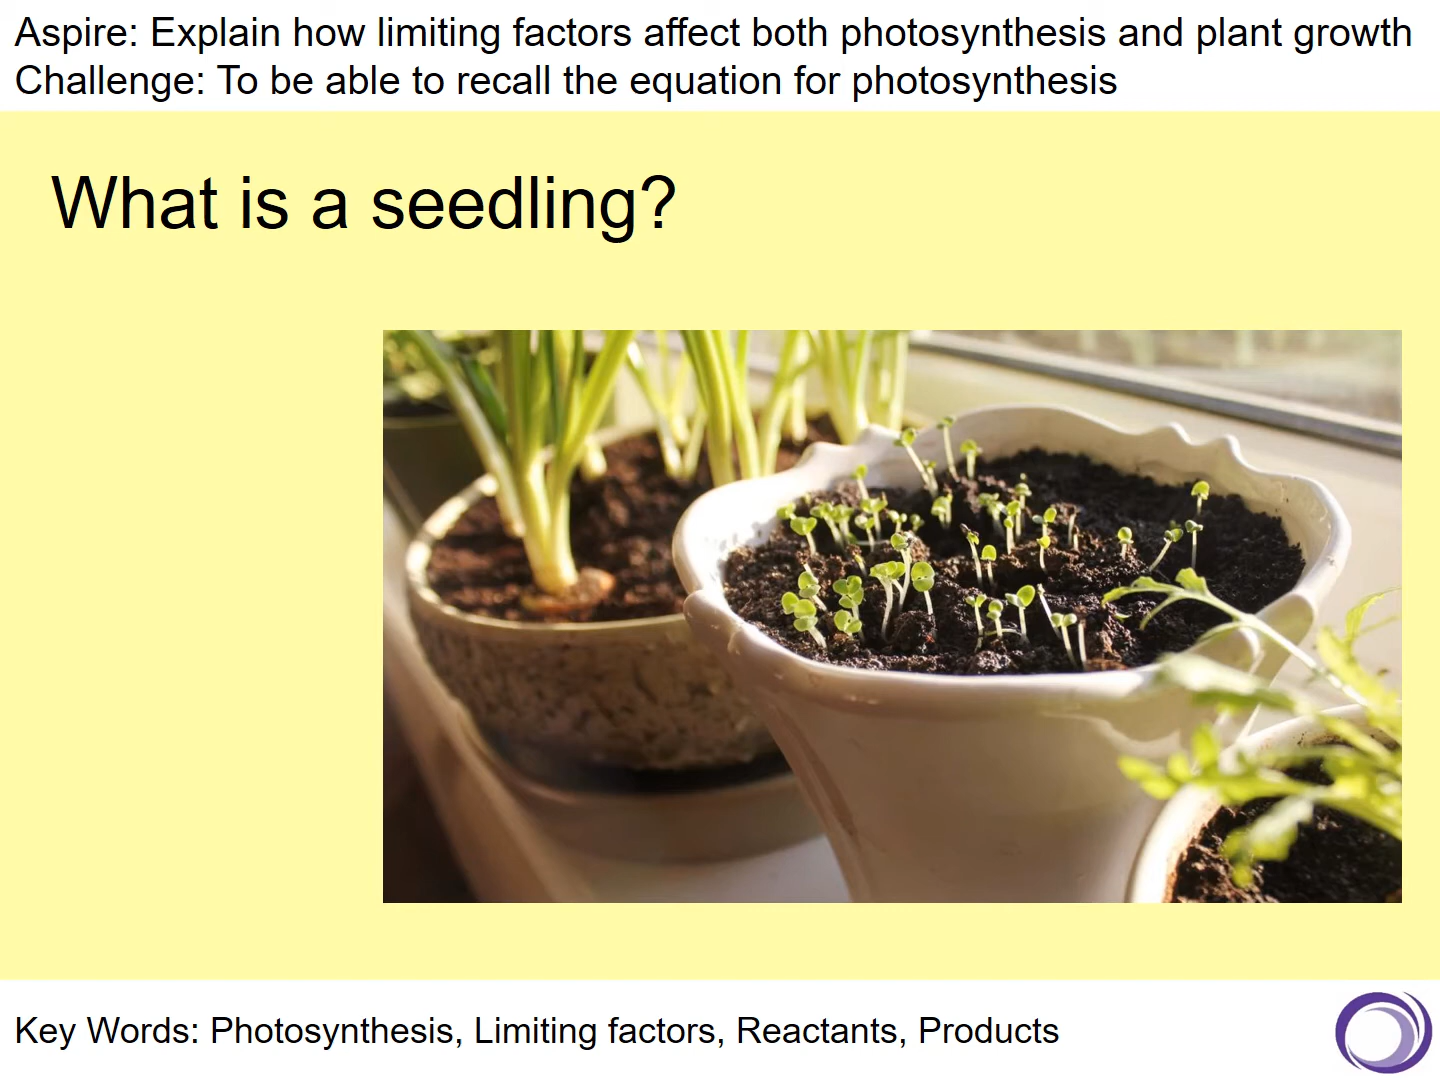 Aspire: Explain how limiting factors affect both photosynthesis and plant growth
Challenge: To be able to recall the equation for photosynthesis
What is a seedling?
Key Words: Photosynthesis, Limiting factors, Reactants, Products